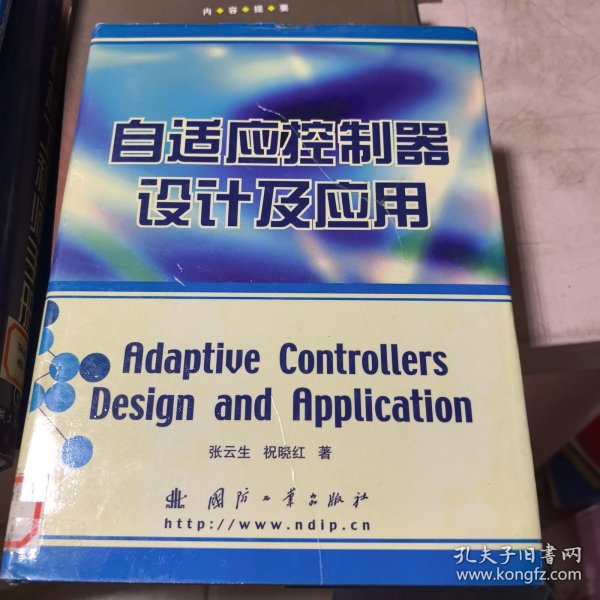 内◆容◆提◆要
自适应控制器
设计及应用
Adaptive Controllers
Design and Application
张云生 祝晓红 著
国防工业出版社
http://www.ndip.cn
孔夫子旧书网
www.kongfz.com